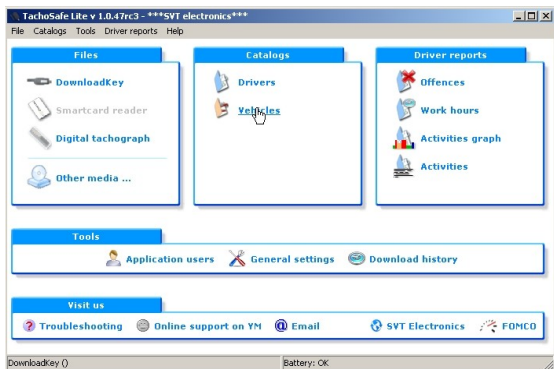 TachoSafe Lite v 1.0.47rc3 - ***SVT electronics***
File Catalogs Tools Driver reports Help
Files
DownloadKey
Smartcard reader
Digital tachograph
Other media ...
Catalogs
Drivers
Vehicles
Driver reports
Offences
Work hours
Activities graph
Activities
Tools
Application users General settings Download history
Visit us
Troubleshooting Online support on YM Email SVT Electronics FOMCO
DownloadKey () Battery: OK